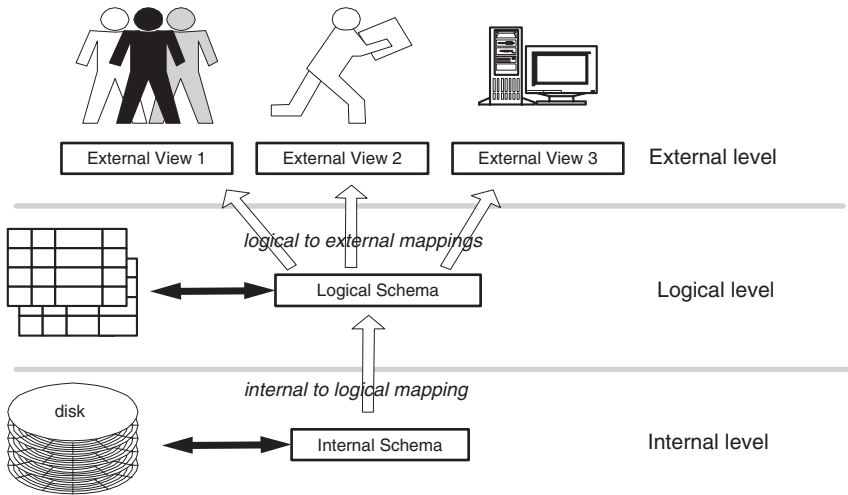 External View 1
External View 2
External View 3
External level
logical to external mappings
Logical Schema
Logical level
internal to logical mapping
disk
Internal Schema
Internal level